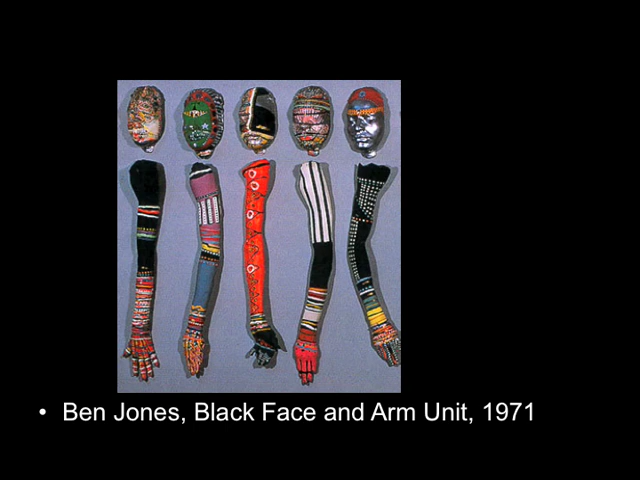 • Ben Jones, Black Face and Arm Unit, 1971